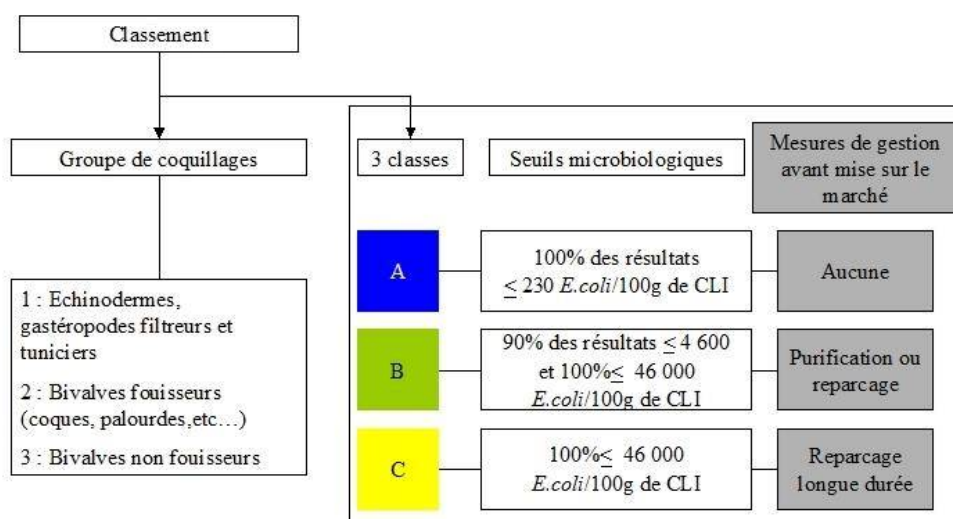 Classement
Groupe de coquillages
3 classes
Seuils microbiologiques
Mesures de gestion
avant mise sur le
marché
1 : Echinodermes,
gastéropodes filtreurs et
tuniciers
2 : Bivalves fouisseurs
(coques, palourdes,etc…)
3 : Bivalves non fouisseurs
A
100% des résultats
≤ 230 E.coli/100g de CLI
Aucune
B
90% des résultats ≤ 4 600
et 100%≤ 46 000
E.coli/100g de CLI
Purification ou
reparcage
C
100%≤ 46 000
E.coli/100g de CLI
Reparcage
longue durée